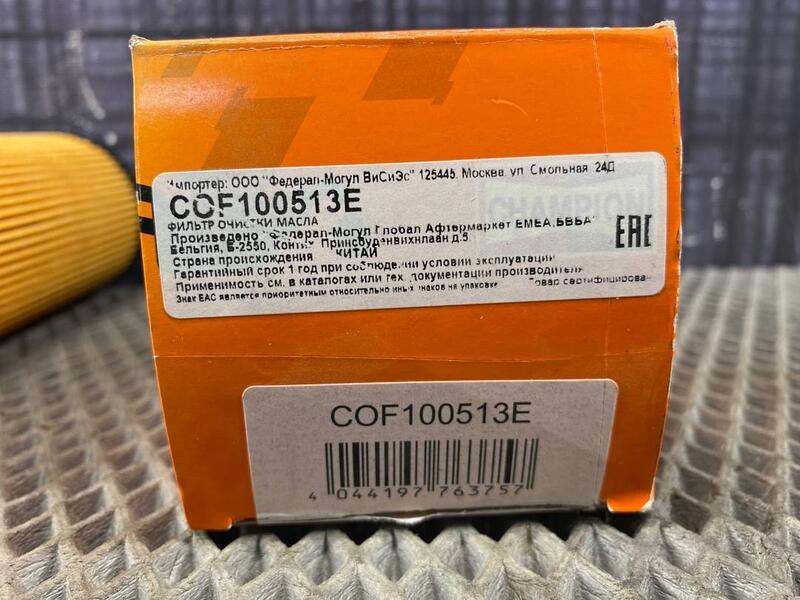 Импортер: ООО "Федерал-Могул ВиСиЭс" 125445, Москва, ул. Смольная 24Д
COF100513E
ФИЛЬТР ОЧИСТКИ МАСЛА
CHAMPION
Произведено "Федерал-Могул Глобал Афтермаркет ЕМЕА,БВБА"
Бельгия, Б-2550, Контих, Принсбуденвихнлаан д.5
EAC
Страна происхождения КИТАЙ
Гарантийный срок 1 год при соблюдении условий эксплуатации
Применимость см. в каталогах или тех. документации производителя
Знак ЕАС является приоритетным относительно иных знаков на упаковке Товар сертифицирован
COF100513E
4 044197 763757